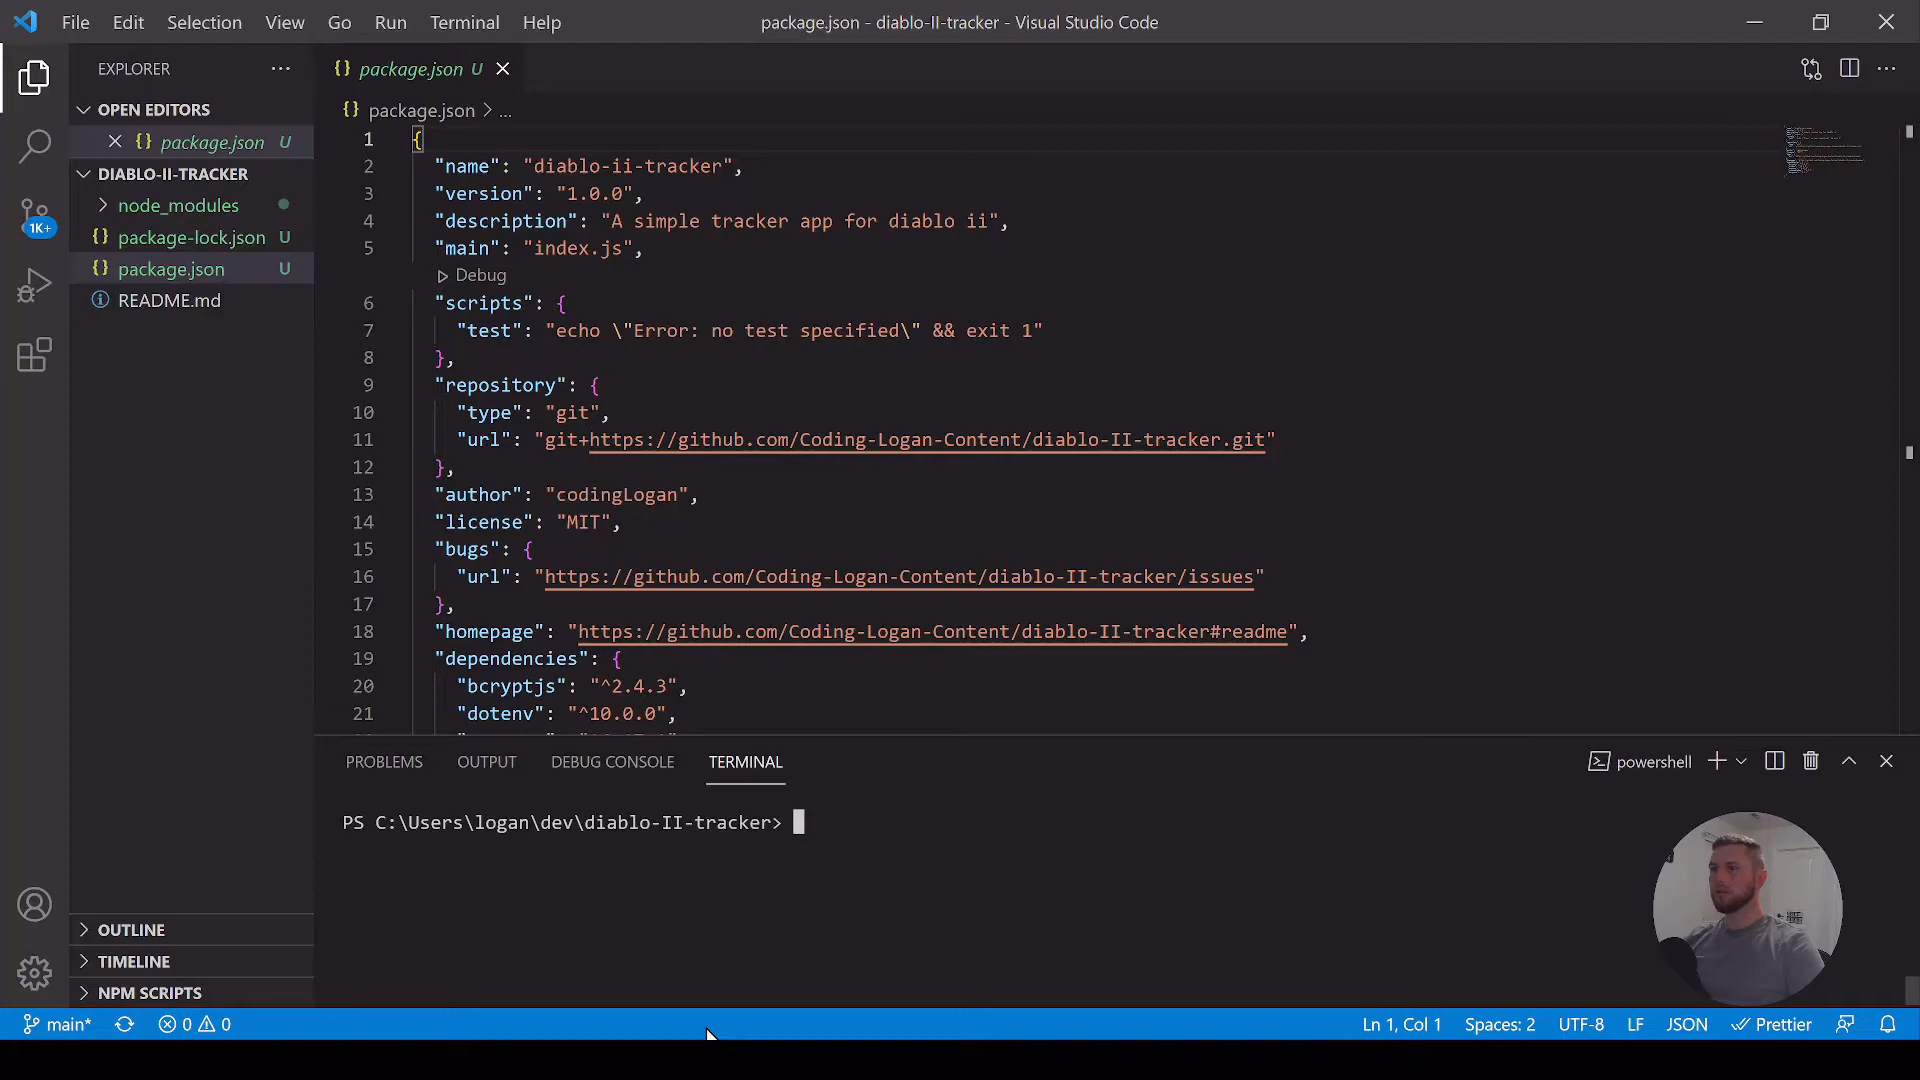 File Edit Selection View Go Run Terminal Help
package.json - diablo-II-tracker - Visual Studio Code
EXPLORER
OPEN EDITORS
package.json U
DIABLO-II-TRACKER
node_modules
package-lock.json U
package.json U
README.md
1K+
OUTLINE
TIMELINE
NPM SCRIPTS
{} package.json U
{} package.json > ...
1 {
2 "name": "diablo-ii-tracker",
3 "version": "1.0.0",
4 "description": "A simple tracker app for diablo ii",
5 "main": "index.js",
Debug
6 "scripts": {
7 "test": "echo \"Error: no test specified\" && exit 1"
8 },
9 "repository": {
10 "type": "git",
11 "url": "git+https://github.com/Coding-Logan-Content/diablo-II-tracker.git"
12 },
13 "author": "codingLogan",
14 "license": "MIT",
15 "bugs": {
16 "url": "https://github.com/Coding-Logan-Content/diablo-II-tracker/issues"
17 },
18 "homepage": "https://github.com/Coding-Logan-Content/diablo-II-tracker#readme",
19 "dependencies": {
20 "bcryptjs": "^2.4.3",
21 "dotenv": "^10.0.0",
PROBLEMS OUTPUT DEBUG CONSOLE TERMINAL
powershell
PS C:\Users\logan\dev\diablo-II-tracker>
main* 0 0
Ln 1, Col 1 Spaces: 2 UTF-8 LF JSON Prettier